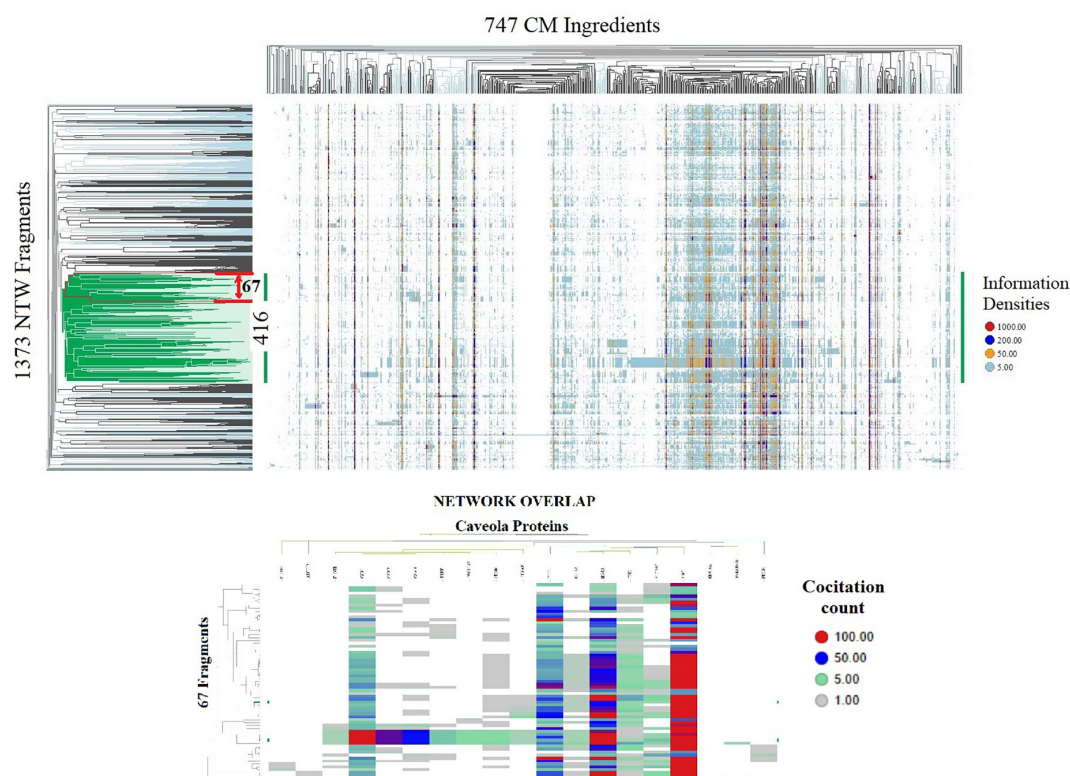 747 CM Ingredients
1373 NTW Fragments
67
416
Information
Densities
1000.00
200.00
50.00
5.00
NETWORK OVERLAP
Caveola Proteins
67 Fragments
Cocitation
count
100.00
50.00
5.00
1.00